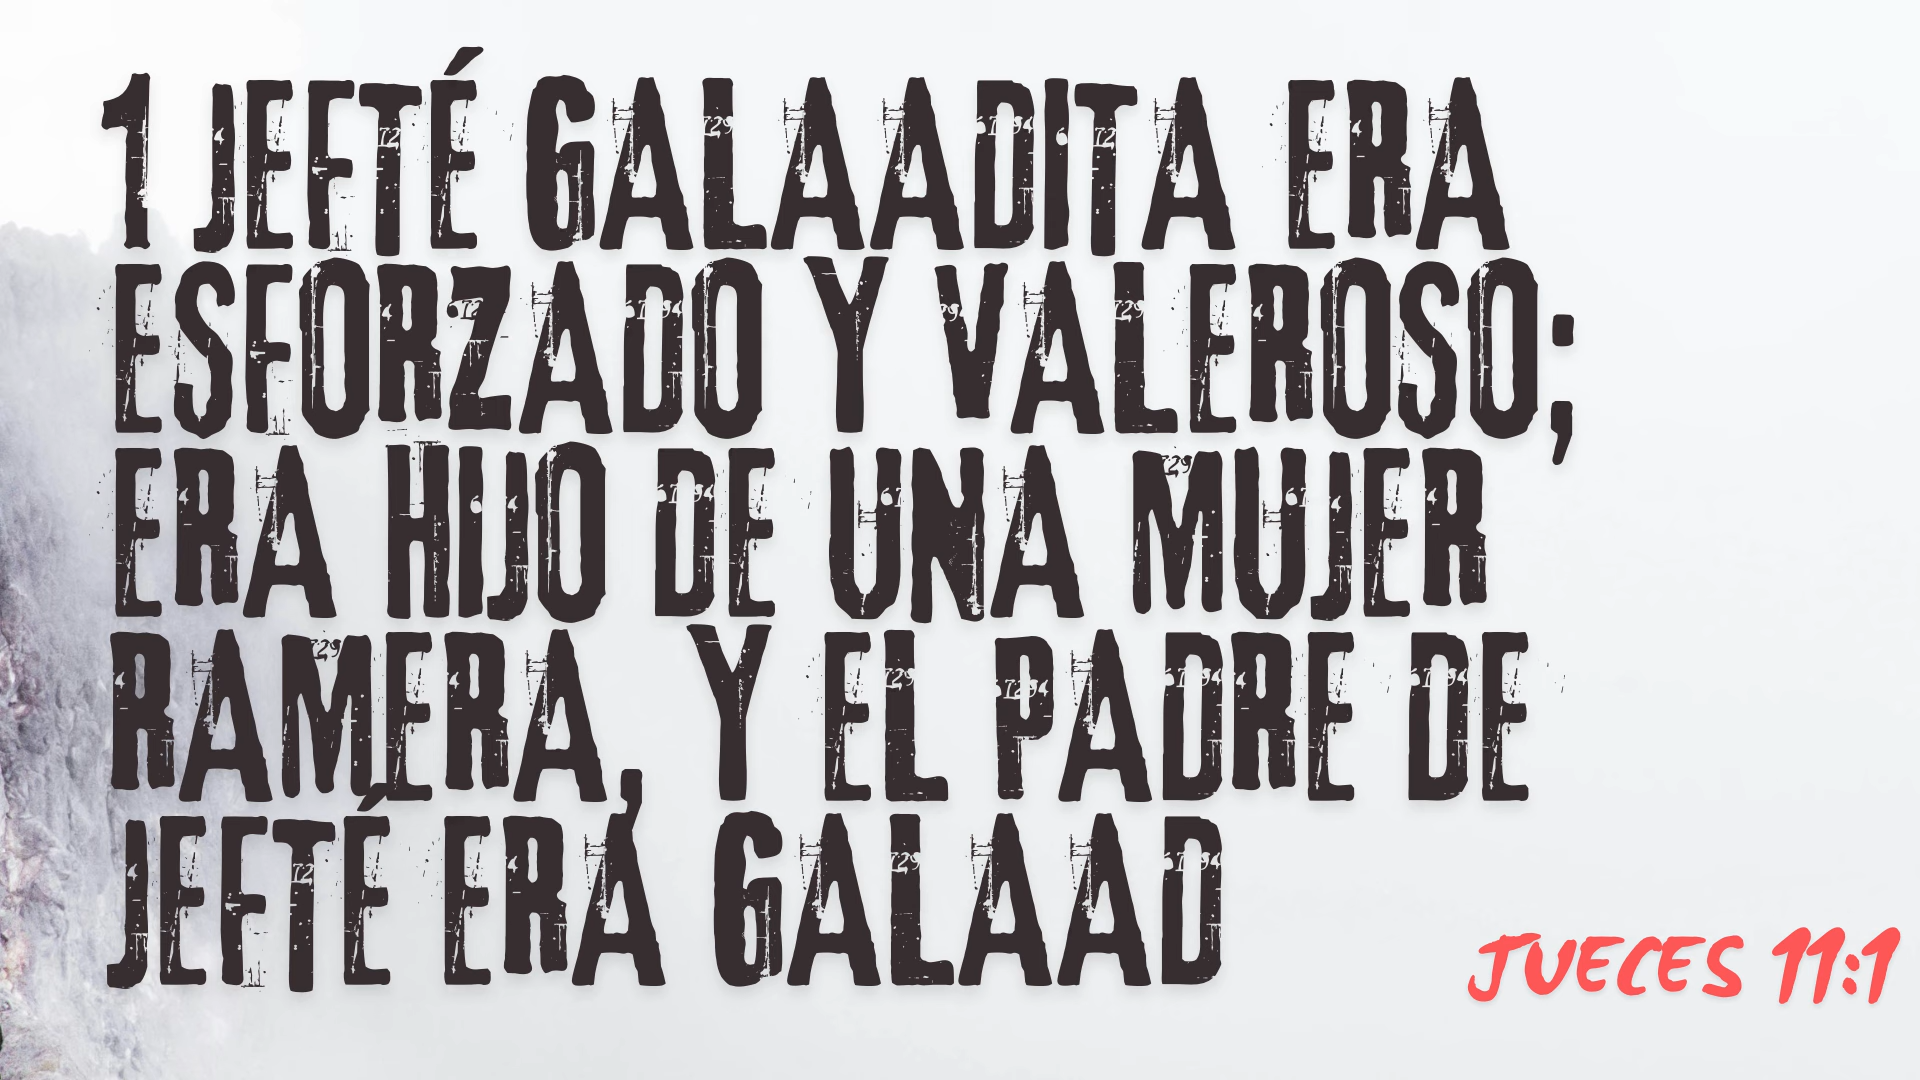 1 JEFTÉ GALAADITA ERA
ESFORZADO Y VALEROSO;
ERA HIJO DE UNA MUJER
RAMERA, Y EL PADRE DE
JEFTÉ ERA GALAAD
JUECES 11:1